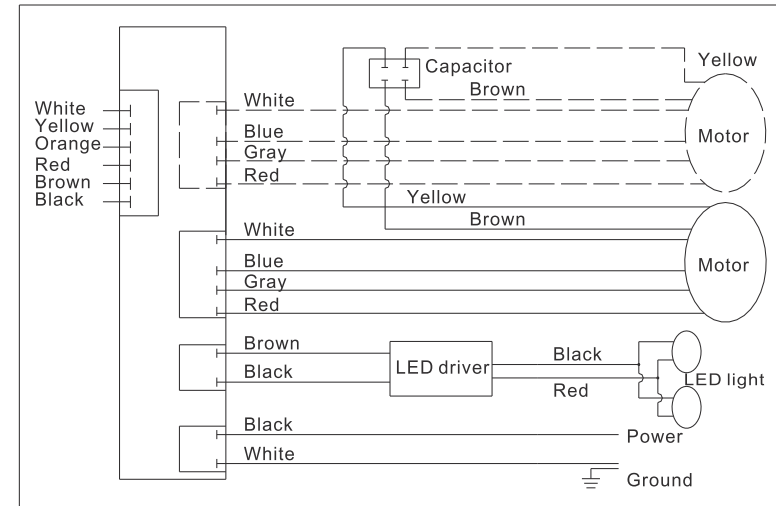 White
Yellow
Orange
Red
Brown
Black
White
Blue
Gray
Red
Capacitor
Brown
Yellow
Motor
Yellow
Brown
White
Blue
Gray
Red
Motor
Brown
Black
LED driver
Black
Red
LED light
Black
White
Power
Ground